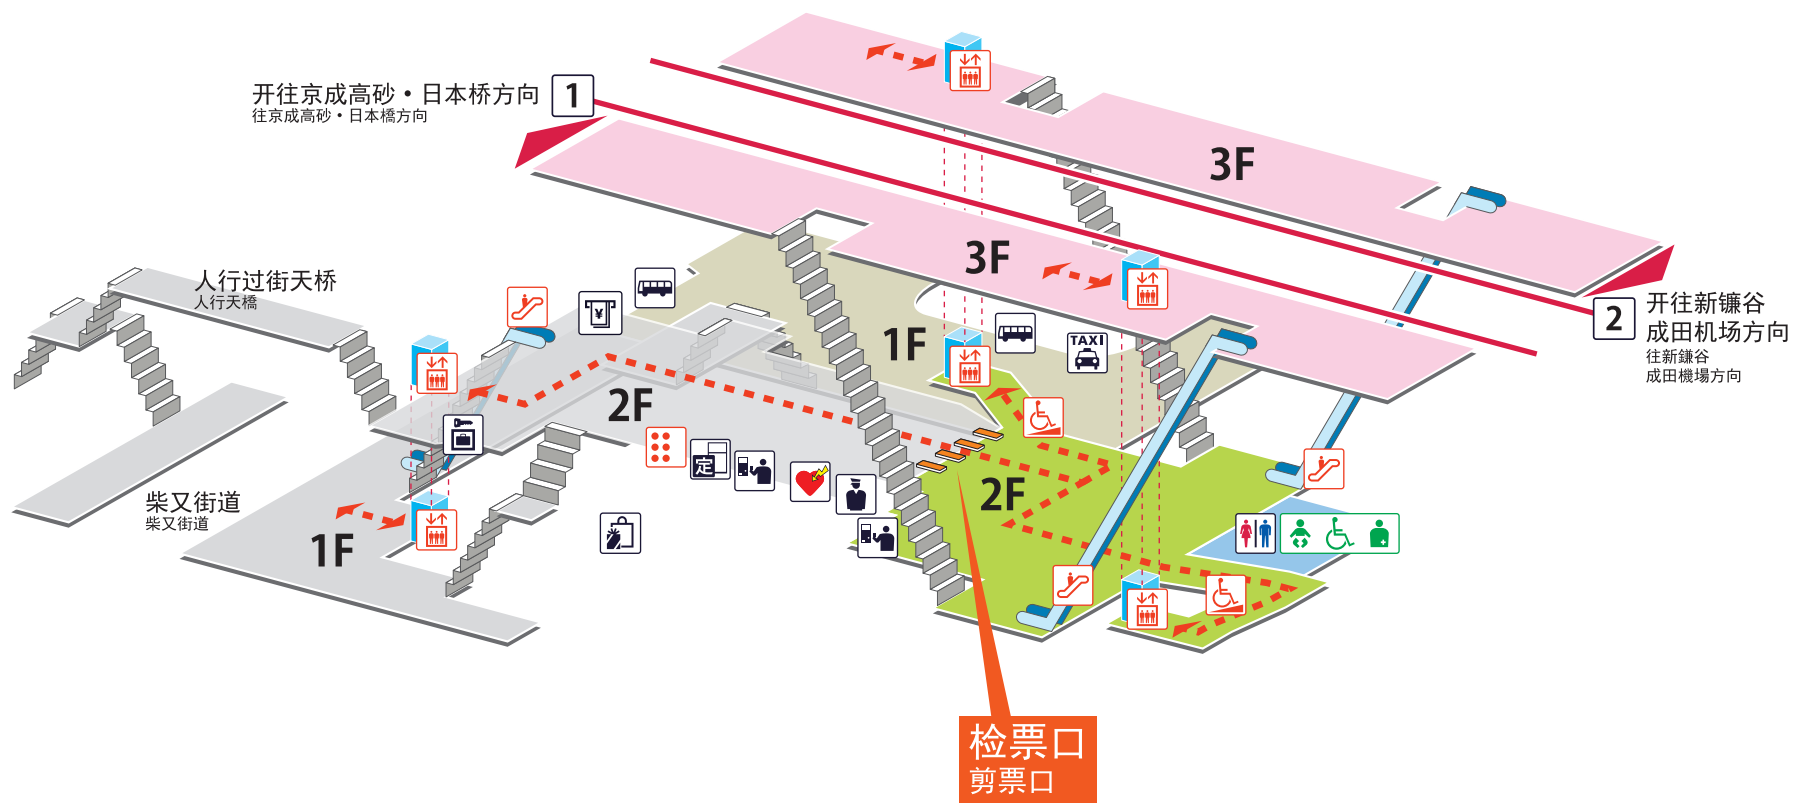 开往京成高砂・日本桥方向
往京成高砂・日本橋方向
1
3F
3F
2
开往新镰谷
成田机场方向
往新鎌谷
成田機場方向
人行过街天桥
人行天橋
¥
1F
TAXI
2F
定
2F
柴又街道
柴又街道
1F
检票口
剪票口